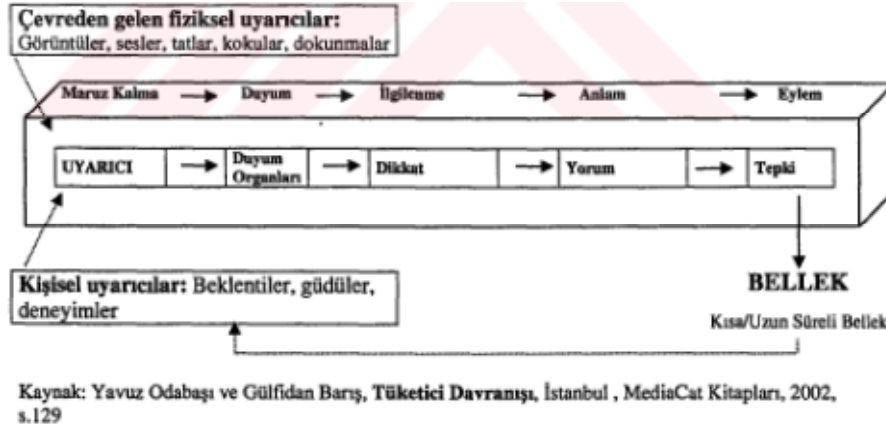 Çevreden gelen fiziksel uyarıcılar:
Görüntüler, sesler, tatlar, kokular, dokunmalar
Maruz Kalma → Duyum → İlgilenme → Anlam → Eylem
UYARICI → Duyum Organları → Dikkat → Yorum → Tepki
Kişisel uyarıcılar: Beklentiler, güdüler,
deneyimler
BELLEK
Kısa/Uzun Süreli Bellek
Kaynak: Yavuz Odabaşı ve Gülfidan Barış, Tüketici Davranışı, İstanbul , MediaCat Kitapları, 2002,
s.129